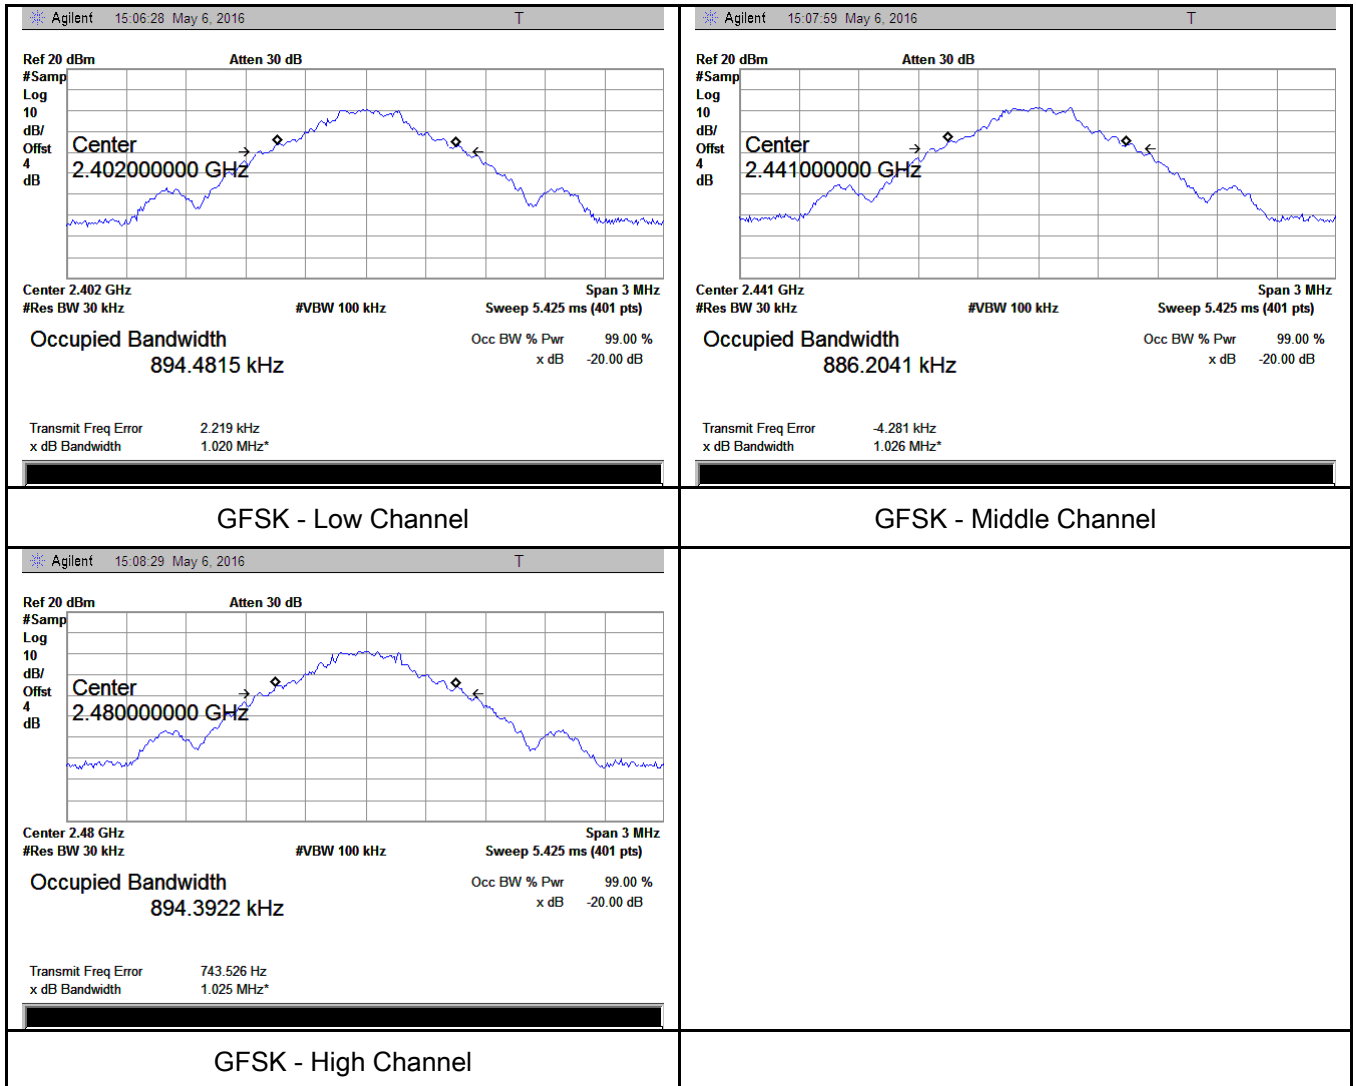 Agilent 15:06:28 May 6, 2016 T
Ref 20 dBm Atten 30 dB
#Samp
Log
10
dB/
Offst
4
dB
Center
2.402000000 GHz
Center 2.402 GHz Span 3 MHz
#Res BW 30 kHz #VBW 100 kHz Sweep 5.425 ms (401 pts)
Occupied Bandwidth Occ BW % Pwr 99.00 %
894.4815 kHz x dB -20.00 dB
Transmit Freq Error 2.219 kHz
x dB Bandwidth 1.020 MHz*
GFSK - Low Channel
Agilent 15:07:59 May 6, 2016 T
Ref 20 dBm Atten 30 dB
#Samp
Log
10
dB/
Offst
4
dB
Center
2.441000000 GHz
Center 2.441 GHz Span 3 MHz
#Res BW 30 kHz #VBW 100 kHz Sweep 5.425 ms (401 pts)
Occupied Bandwidth Occ BW % Pwr 99.00 %
886.2041 kHz x dB -20.00 dB
Transmit Freq Error -4.281 kHz
x dB Bandwidth 1.026 MHz*
GFSK - Middle Channel
Agilent 15:08:29 May 6, 2016 T
Ref 20 dBm Atten 30 dB
#Samp
Log
10
dB/
Offst
4
dB
Center
2.480000000 GHz
Center 2.48 GHz Span 3 MHz
#Res BW 30 kHz #VBW 100 kHz Sweep 5.425 ms (401 pts)
Occupied Bandwidth Occ BW % Pwr 99.00 %
894.3922 kHz x dB -20.00 dB
Transmit Freq Error 743.526 Hz
x dB Bandwidth 1.025 MHz*
GFSK - High Channel